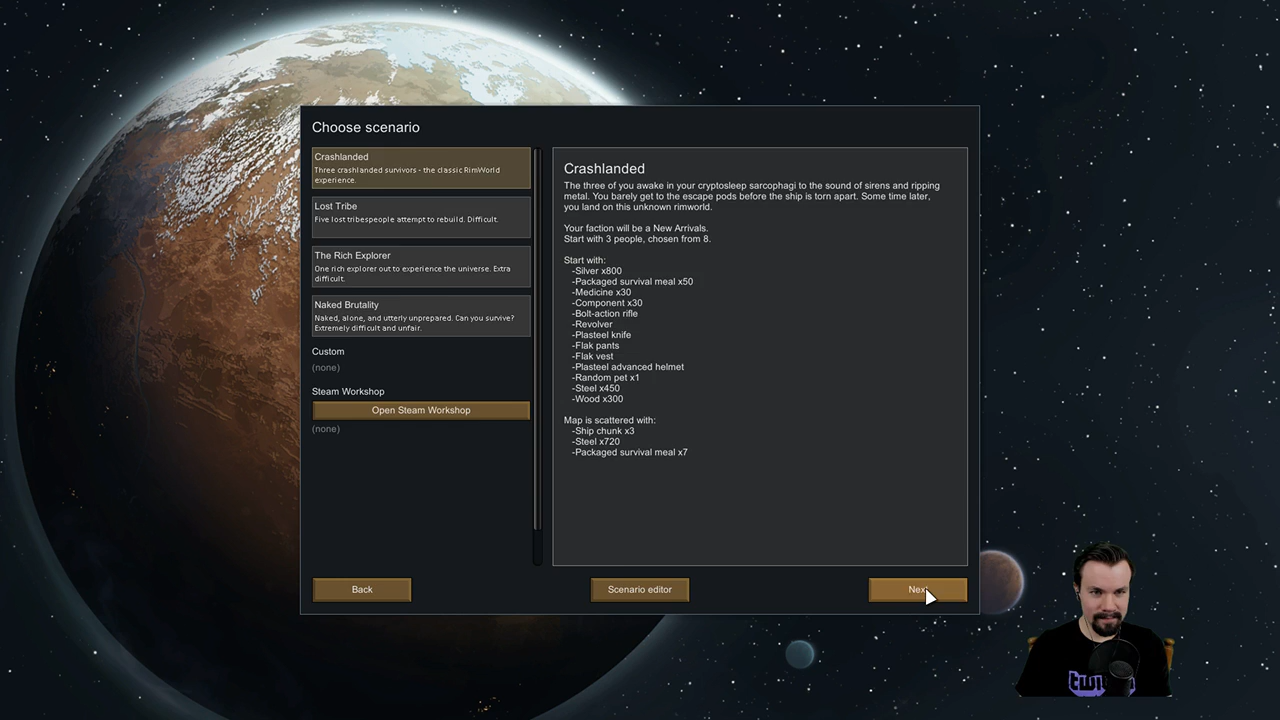 Choose scenario
Crashlanded
Three crashlanded survivors - the classic RimWorld
experience.
Lost Tribe
Five lost tribespeople attempt to rebuild. Difficult.
The Rich Explorer
One rich explorer out to experience the universe. Extra
difficult.
Naked Brutality
Naked, alone, and utterly unprepared. Can you survive?
Extremely difficult and unfair.
Custom
(none)
Steam Workshop
Open Steam Workshop
(none)
Crashlanded
The three of you awake in your cryptosleep sarcophagi to the sound of sirens and ripping
metal. You barely get to the escape pods before the ship is torn apart. Some time later,
you land on this unknown rimworld.
Your faction will be a New Arrivals.
Start with 3 people, chosen from 8.
Start with:
-Silver x800
-Packaged survival meal x50
-Medicine x30
-Component x30
-Bolt-action rifle
-Revolver
-Plasteel knife
-Flak pants
-Flak vest
-Plasteel advanced helmet
-Random pet x1
-Steel x450
-Wood x300
Map is scattered with:
-Ship chunk x3
-Steel x720
-Packaged survival meal x7
Back
Scenario editor
Next